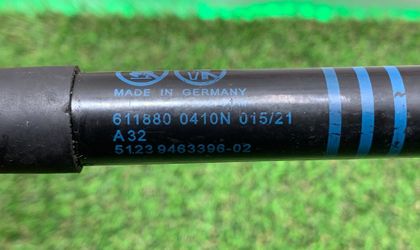 MADE IN GERMANY
611880 0410N 015/21
A32
5123 9463396-02